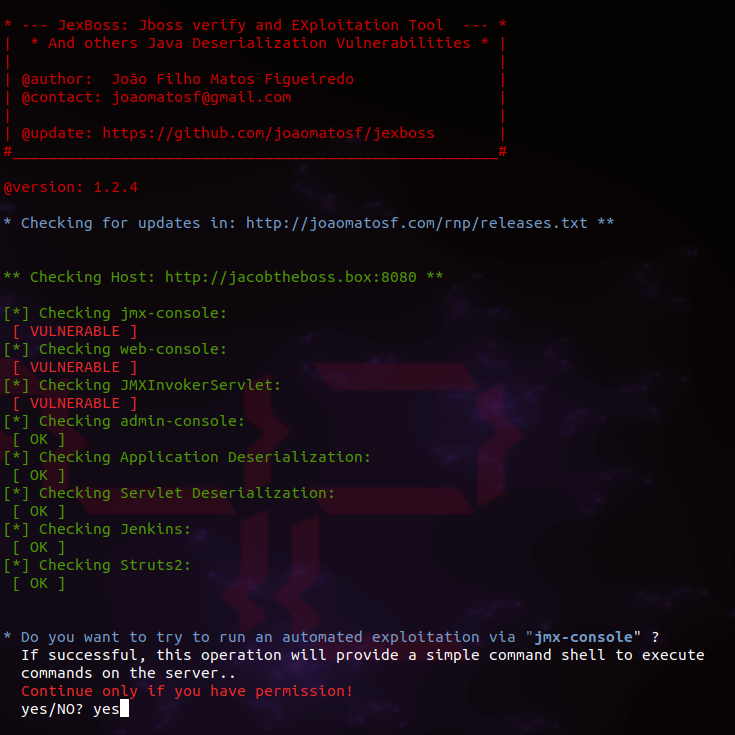 * --- JexBoss: Jboss verify and EXploitation Tool  --- *
|  * And others Java Deserialization Vulnerabilities * |
|                                                      |
| @author:  João Filho Matos Figueiredo                |
| @contact: joaomatosf@gmail.com                       |
|                                                      |
| @update: https://github.com/joaomatosf/jexboss       |
#______________________________________________________#
@version: 1.2.4
* Checking for updates in: http://joaomatosf.com/rnp/releases.txt **
** Checking Host: http://jacobtheboss.box:8080 **
[*] Checking jmx-console:
 [ VULNERABLE ]
[*] Checking web-console:
 [ VULNERABLE ]
[*] Checking JMXInvokerServlet:
 [ VULNERABLE ]
[*] Checking admin-console:
 [ OK ]
[*] Checking Application Deserialization:
 [ OK ]
[*] Checking Servlet Deserialization:
 [ OK ]
[*] Checking Jenkins:
 [ OK ]
[*] Checking Struts2:
 [ OK ]
* Do you want to try to run an automated exploitation via "jmx-console" ?
  If successful, this operation will provide a simple command shell to execute
  commands on the server..
  Continue only if you have permission!
  yes/NO? yes